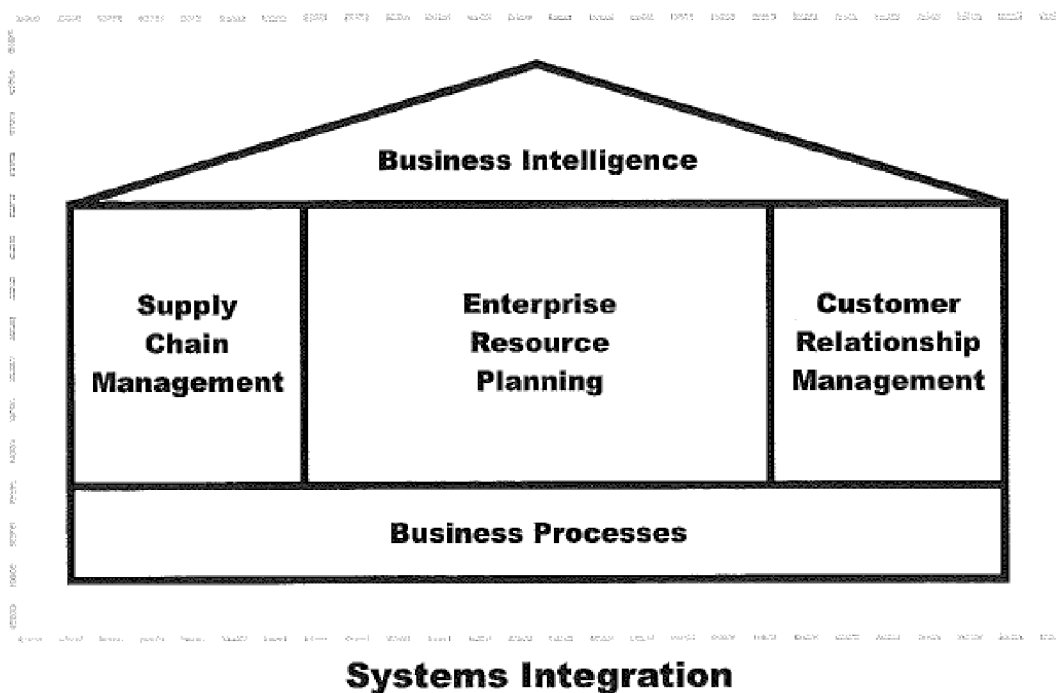 Business Intelligence
Supply
Chain
Management
Enterprise
Resource
Planning
Customer
Relationship
Management
Business Processes
Systems Integration